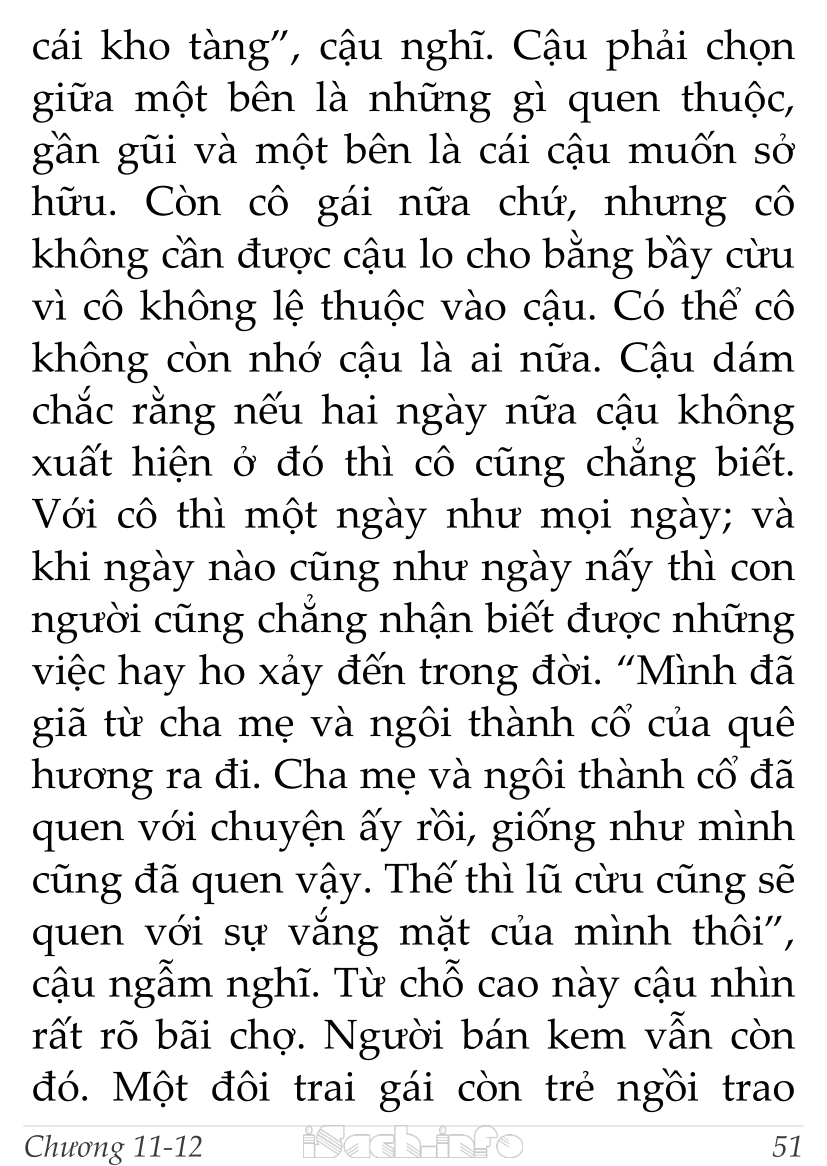 cái kho tàng”, cậu nghĩ. Cậu phải chọn
giữa một bên là những gì quen thuộc,
gần gũi và một bên là cái cậu muốn sở
hữu. Còn cô gái nữa chứ, nhưng cô
không cần được cậu lo cho bằng bầy cừu
vì cô không lệ thuộc vào cậu. Có thể cô
không còn nhớ cậu là ai nữa. Cậu dám
chắc rằng nếu hai ngày nữa cậu không
xuất hiện ở đó thì cô cũng chẳng biết.
Với cô thì một ngày như mọi ngày; và
khi ngày nào cũng như ngày nấy thì con
người cũng chẳng nhận biết được những
việc hay ho xảy đến trong đời. “Mình đã
giã từ cha mẹ và ngôi thành cổ của quê
hương ra đi. Cha mẹ và ngôi thành cổ đã
quen với chuyện ấy rồi, giống như mình
cũng đã quen vậy. Thế thì lũ cừu cũng sẽ
quen với sự vắng mặt của mình thôi”,
cậu ngẫm nghĩ. Từ chỗ cao này cậu nhìn
rất rõ bãi chợ. Người bán kem vẫn còn
đó. Một đôi trai gái còn trẻ ngồi trao
Chương 11-12 iSach.info 51